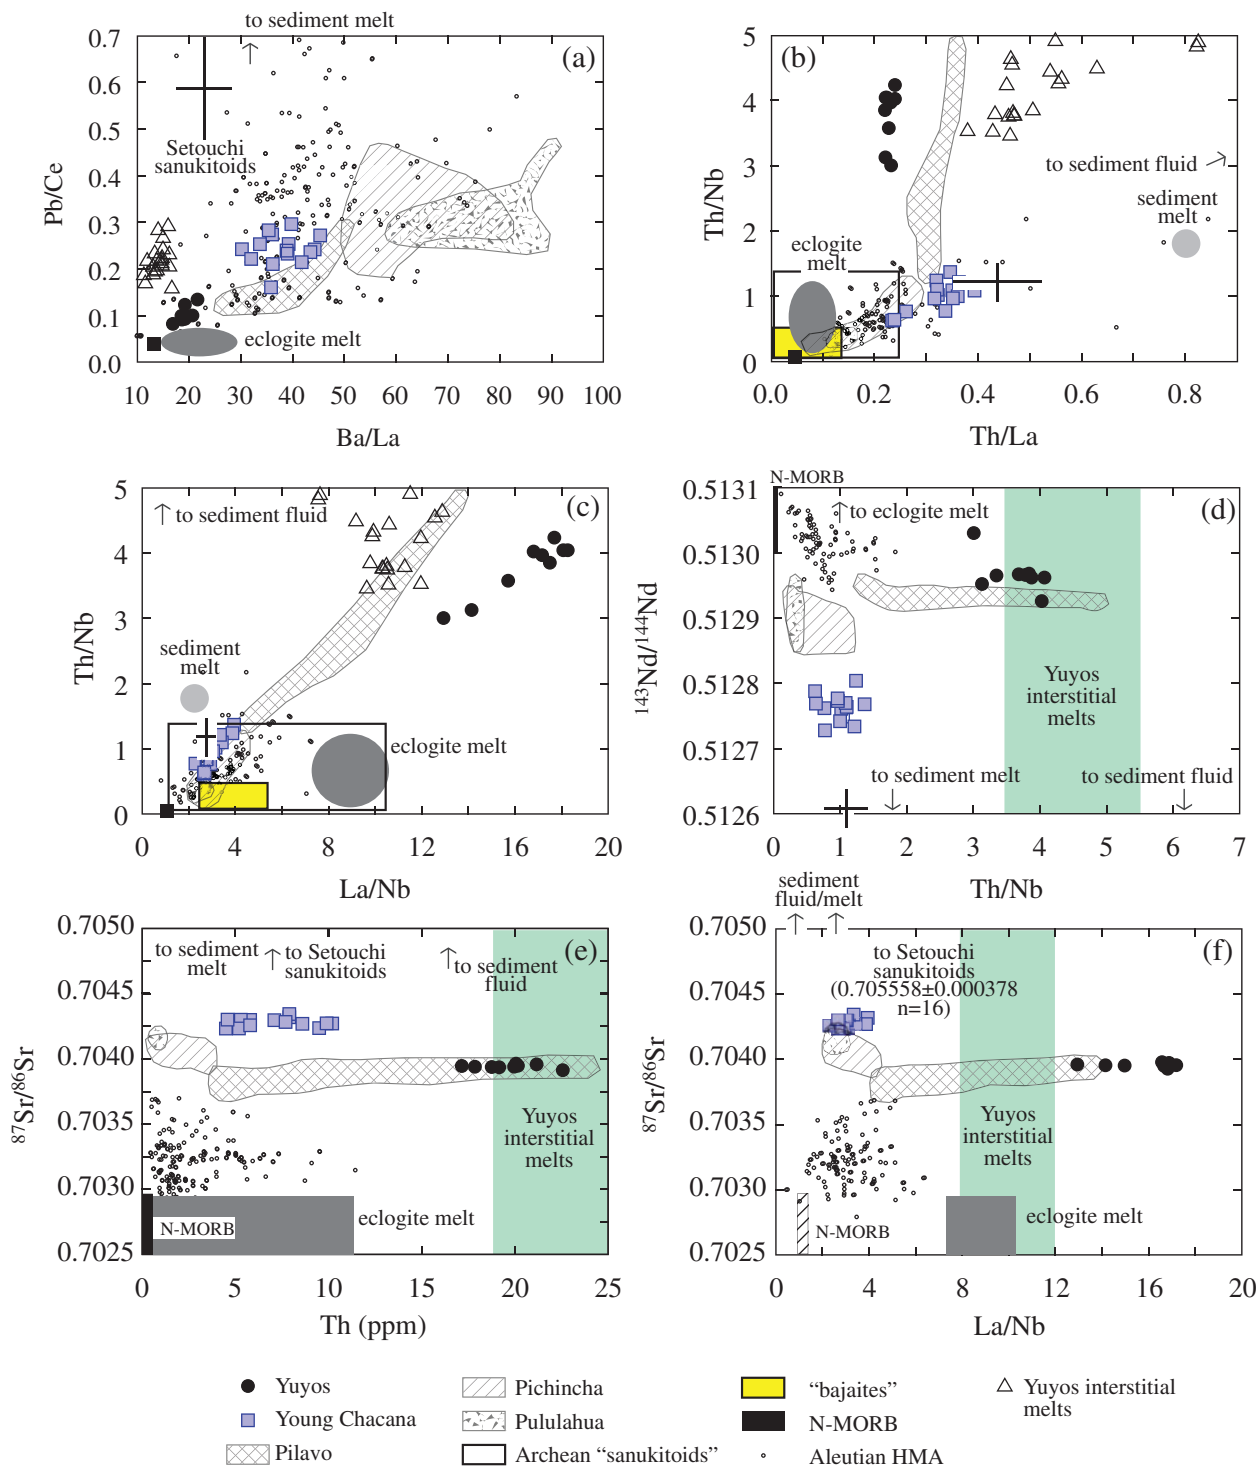 to sediment melt
0.7
0.6
0.5
0.4
0.3
0.2
0.1
0.0
Pb/Ce
(a)
Setouchi
sanukitoids
eclogite melt
10 20 30 40 50 60 70 80 90 100
Ba/La
5
4
3
2
1
0
Th/Nb
(b)
to sediment fluid
sediment
melt
eclogite
melt
0.0 0.2 0.4 0.6 0.8
Th/La
5
4
3
2
1
0
Th/Nb
(c)
to sediment fluid
sediment
melt
eclogite melt
0 4 8 12 16 20
La/Nb
N-MORB
0.5131
0.5130
0.5129
0.5128
0.5127
0.5126
143Nd/144Nd
(d)
to eclogite melt
Yuyos
interstitial
melts
to sediment melt
to sediment fluid
0 1 2 3 4 5 6 7
Th/Nb
0.7050
0.7045
0.7040
0.7035
0.7030
0.7025
87Sr/86Sr
(e)
to sediment
melt
to Setouchi
sanukitoids
to sediment
fluid
Yuyos
interstitial
melts
N-MORB
eclogite melt
0 5 10 15 20 25
Th (ppm)
sediment
fluid/melt
0.7050
0.7045
0.7040
0.7035
0.7030
0.7025
87Sr/86Sr
(f)
to Setouchi
sanukitoids
(0.705558±0.000378
n=16)
Yuyos
interstitial
melts
N-MORB
eclogite melt
0 4 8 12 16 20
La/Nb
Yuyos
Young Chacana
Pilavo
Pichincha
Pululahua
Archean “sanukitoids”
“bajaites”
N-MORB
Aleutian HMA
Yuyos interstitial
melts